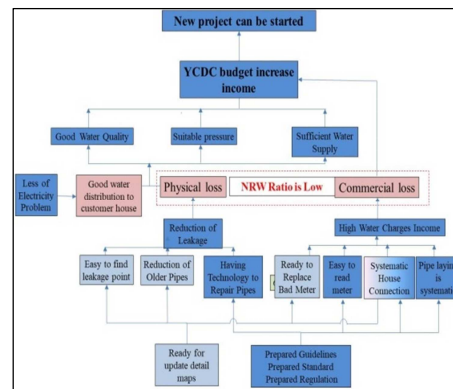 New project can be started
YCDC budget increase
income
Good Water Quality
Suitable pressure
Sufficient Water
Supply
Less of
Electricity
Problem
Good water
distribution to
customer house
Physical loss
NRW Ratio is Low
Commercial loss
Reduction of
Leakage
High Water Charges Income
Easy to find
leakage point
Reduction of
Older Pipes
Having
Technology to
Repair Pipes
Ready to
Replace
Bad Meter
Easy to
read
meter
Systematic
House
Connection
Pipe laying
is
systemati
Ready for
update detail
maps
Prepared Guidelines
Prepared Standard
Prepared Regulation